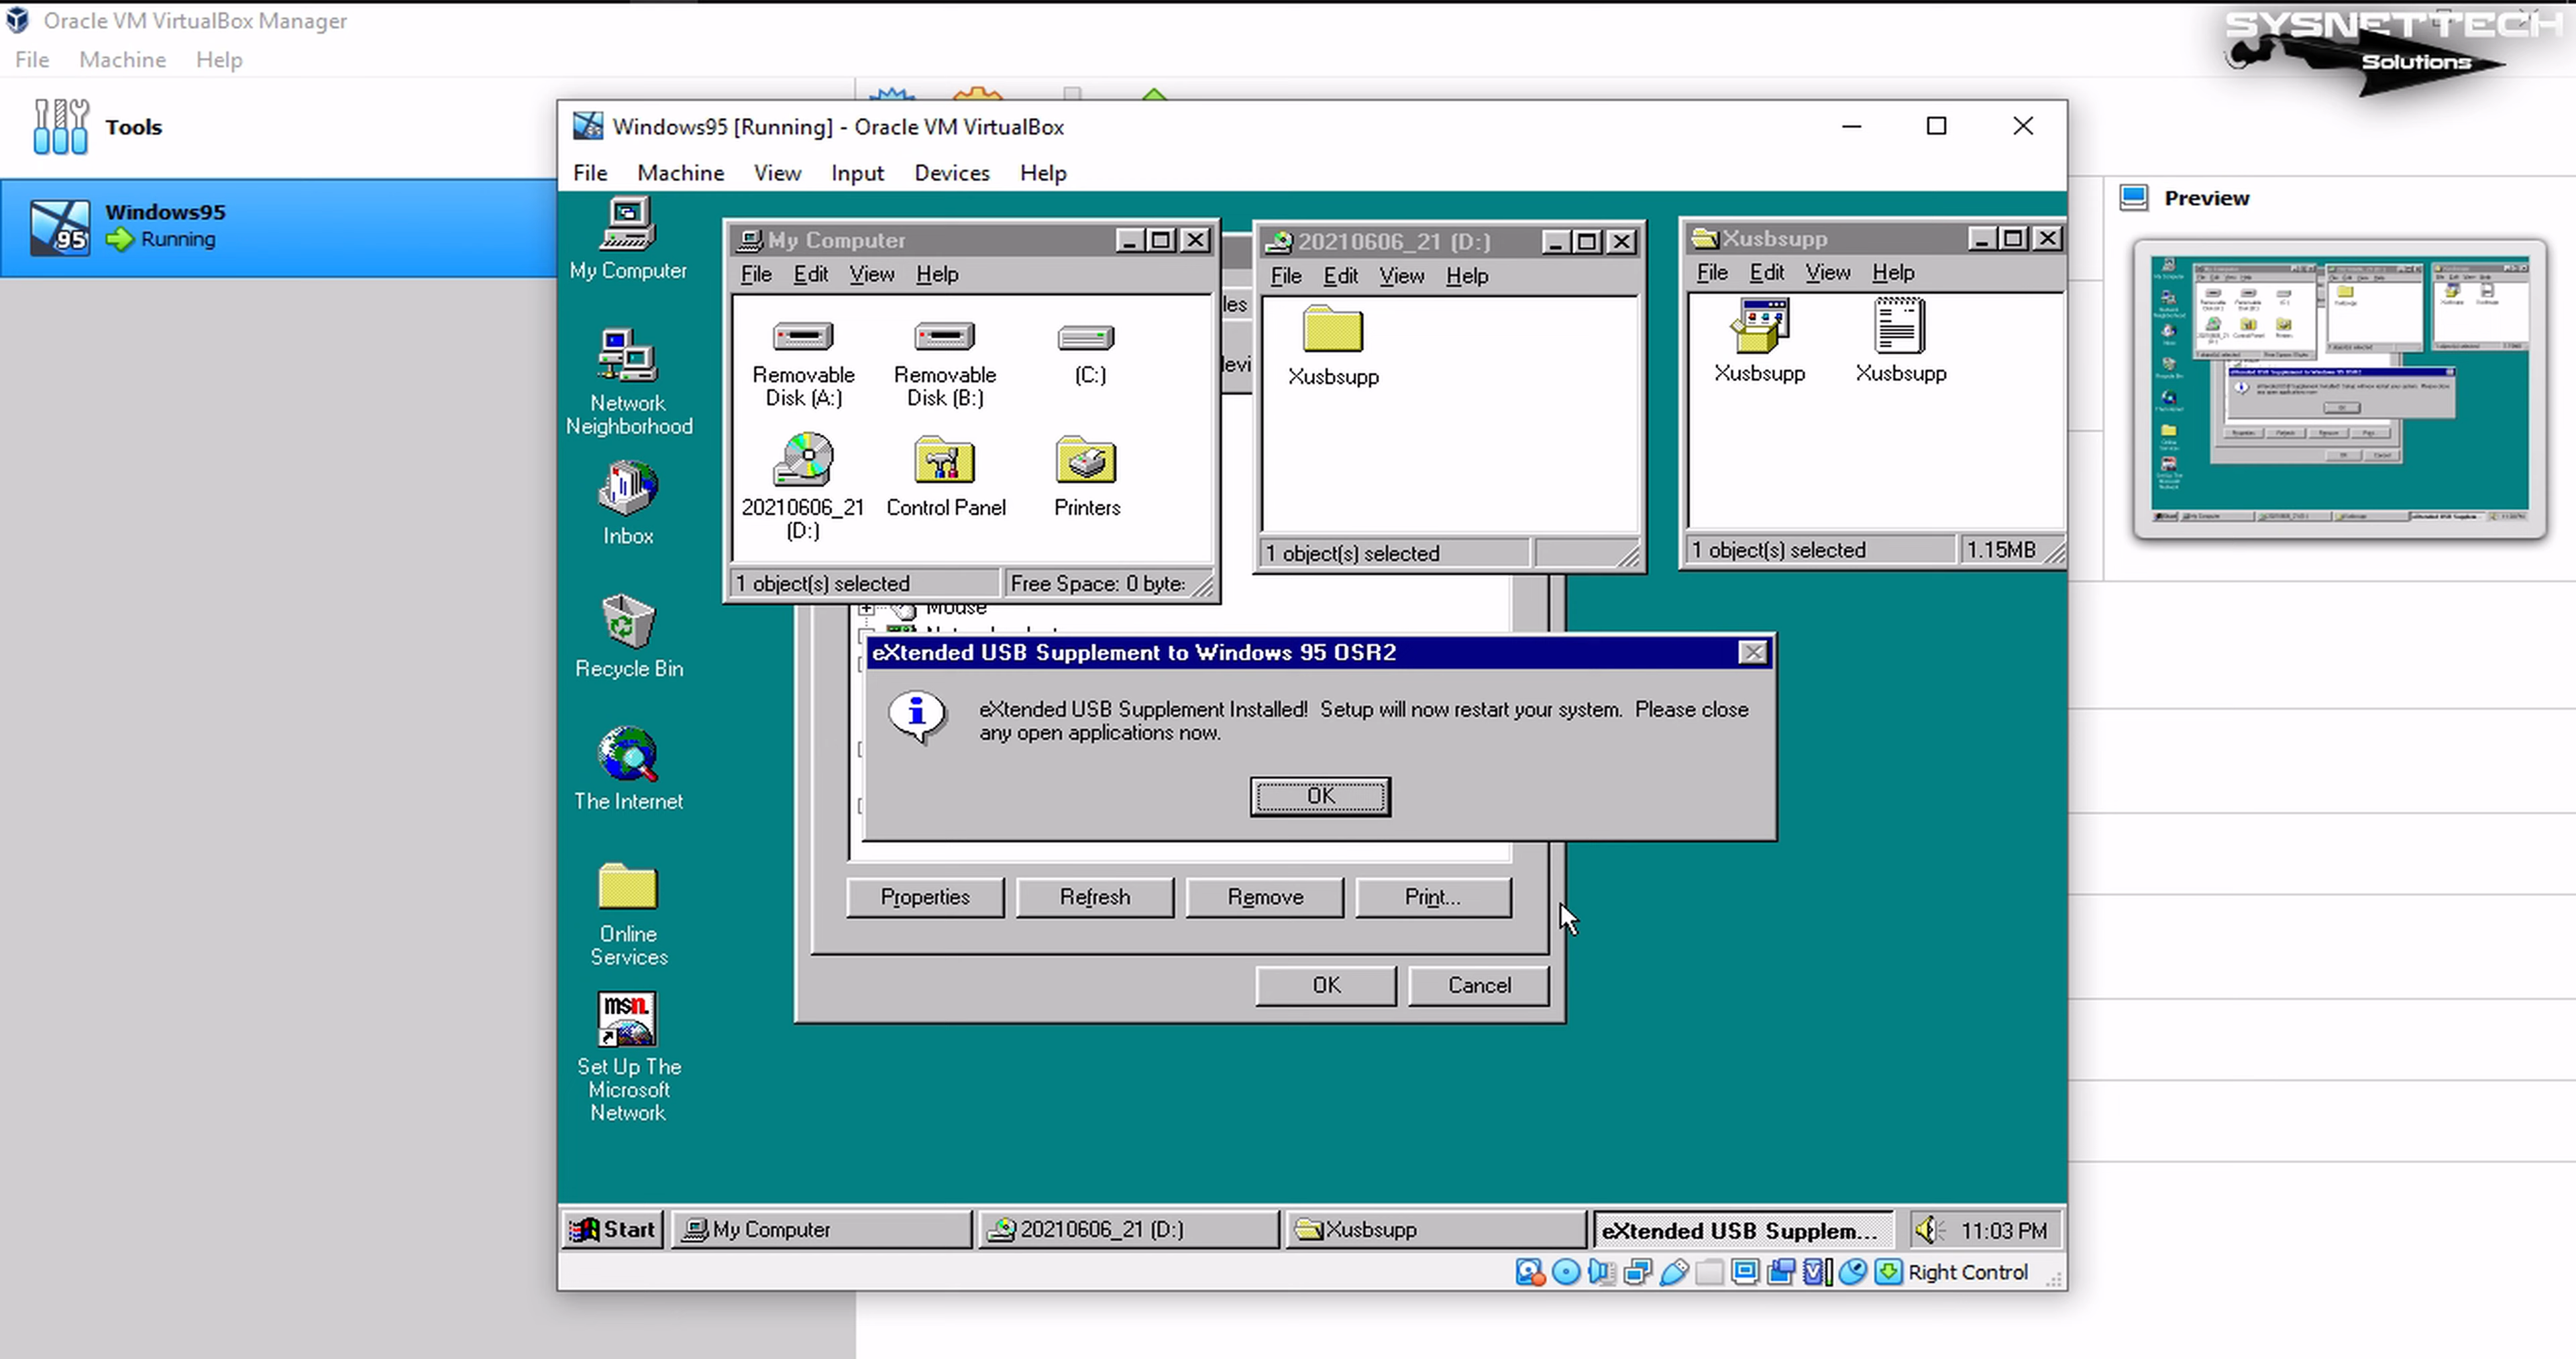 Oracle VM VirtualBox Manager
SYSNETTECH
Solutions
File Machine Help
Tools
Windows95
Running
Windows95 [Running] - Oracle VM VirtualBox
File Machine View Input Devices Help
Preview
My Computer
Network
Neighborhood
Inbox
Recycle Bin
The Internet
Online
Services
msn.
Set Up The
Microsoft
Network
My Computer
File Edit View Help
Removable
Disk (A:)
Removable
Disk (B:)
(C:)
20210606_21
(D:)
Control Panel
Printers
1 object(s) selected
Free Space: 0 byte:
20210606_21 (D:)
File Edit View Help
Xusbsupp
1 object(s) selected
Xusbsupp
File Edit View Help
Xusbsupp
Xusbsupp
1 object(s) selected
1.15MB
Mouse
eXtended USB Supplement to Windows 95 OSR2
eXtended USB Supplement Installed! Setup will now restart your system. Please close
any open applications now.
OK
Properties Refresh Remove Print...
OK Cancel
Start My Computer 20210606_21 (D:) Xusbsupp eXtended USB Supplem... 11:03 PM
Right Control